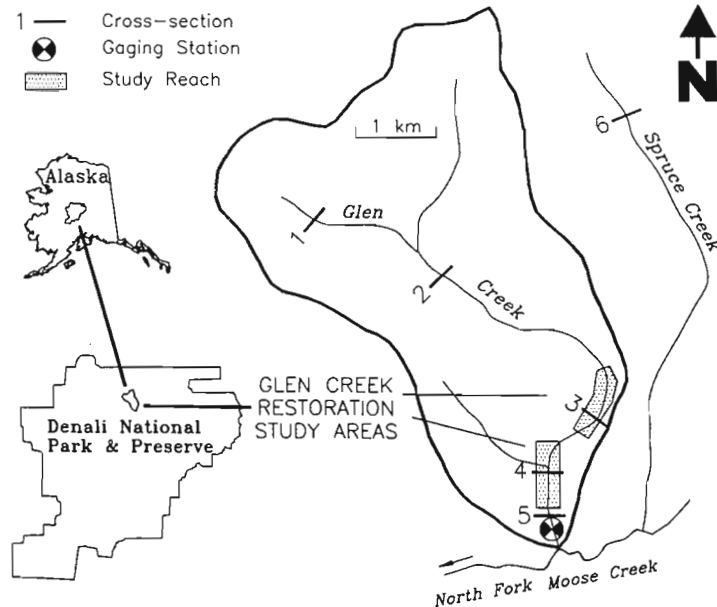 1 Cross-section
Gaging Station
Study Reach
N
1 km
6
Spruce Creek
Alaska
Glen
1
2
Creek
GLEN CREEK
RESTORATION
STUDY AREAS
3
Denali National
Park & Preserve
4
5
North Fork Moose Creek